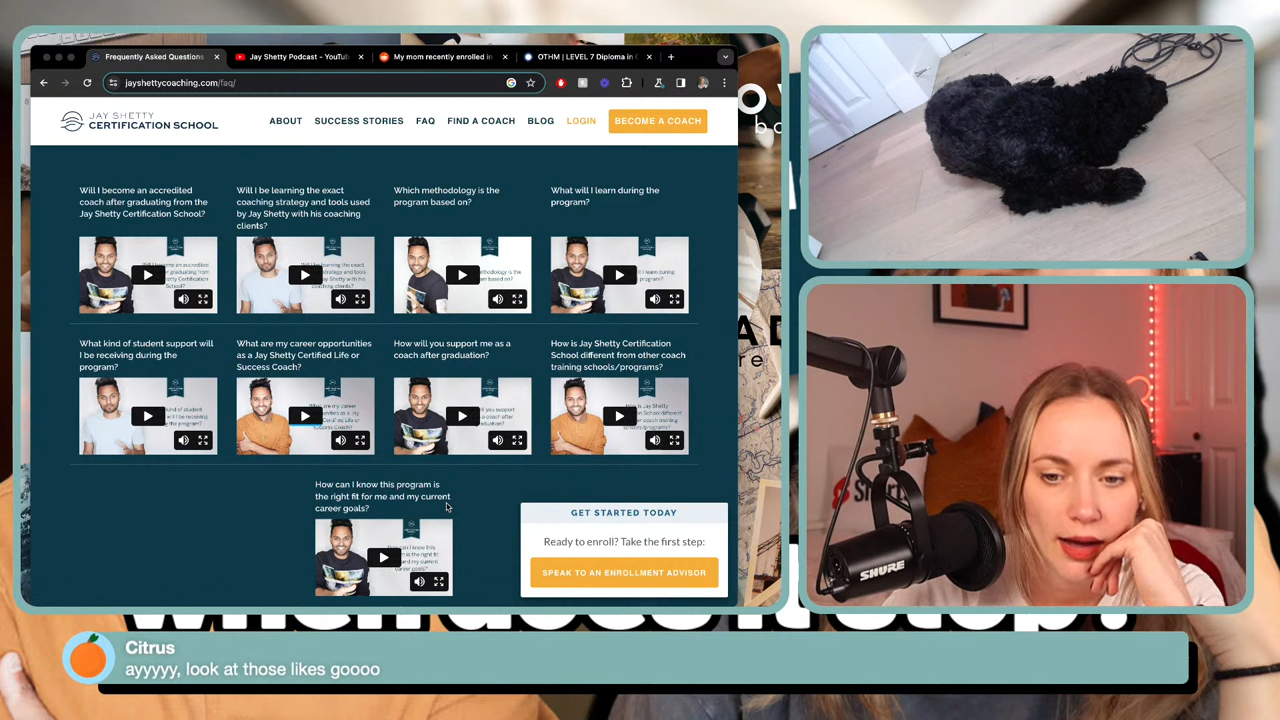 Frequently Asked Questions
Jay Shetty Podcast - YouTub
My mom recently enrolled in
OTHM | LEVEL 7 Diploma in
jayshettycoaching.com/faq/
JAY SHETTY
CERTIFICATION SCHOOL
ABOUT
SUCCESS STORIES
FAQ
FIND A COACH
BLOG
LOGIN
BECOME A COACH
Will I become an accredited
coach after graduating from the
Jay Shetty Certification School?
Will I be learning the exact
coaching strategy and tools used
by Jay Shetty with his coaching
clients?
Which methodology is the
program based on?
What will I learn during the
program?
What kind of student support will
I be receiving during the
program?
What are my career opportunities
as a Jay Shetty Certified Life or
Success Coach?
How will you support me as a
coach after graduation?
How is Jay Shetty Certification
School different from other coach
training schools/programs?
How can I know this program is
the right fit for me and my current
career goals?
GET STARTED TODAY
Ready to enroll? Take the first step:
SPEAK TO AN ENROLLMENT ADVISOR
SHURE
Citrus
ayyyyy, look at those likes goooo